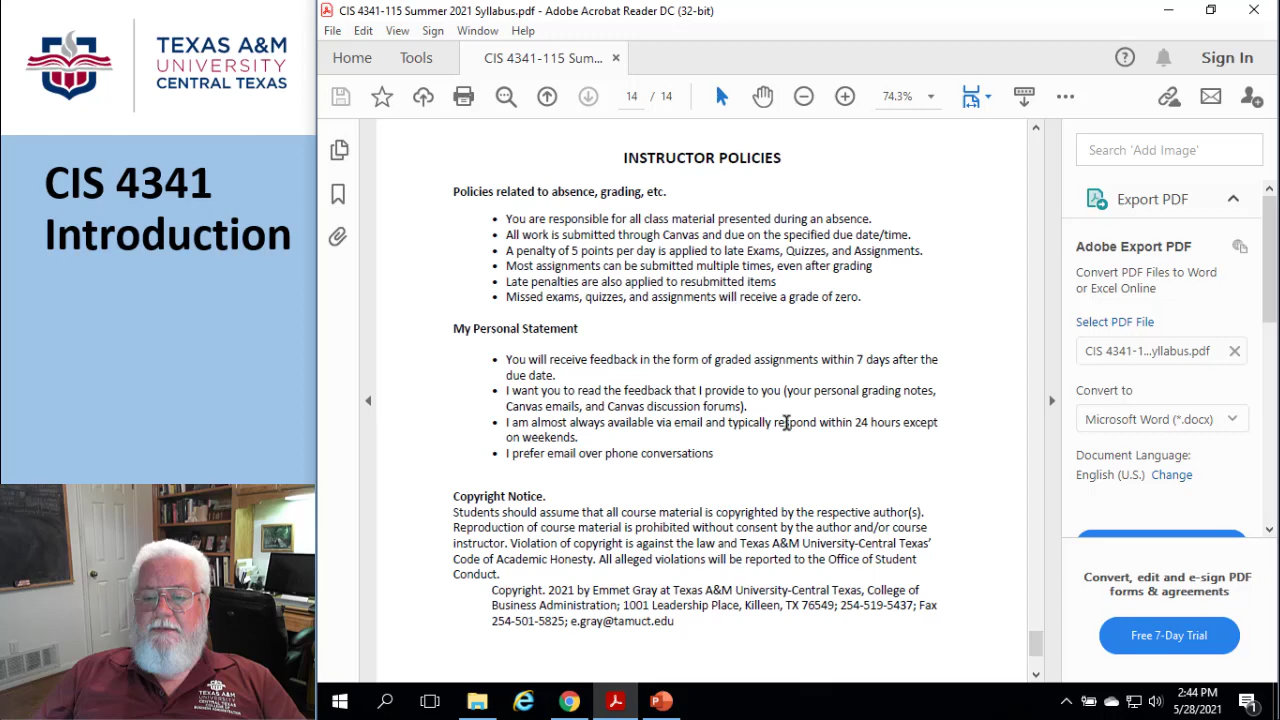 TEXAS A&M
UNIVERSITY
CENTRAL TEXAS
CIS 4341
Introduction
TEXAS A&M
UNIVERSITY
CENTRAL TEXAS
CIS 4341-115 Summer 2021 Syllabus.pdf - Adobe Acrobat Reader DC (32-bit)
File Edit View Sign Window Help
Home Tools CIS 4341-115 Sum... × Sign In
14 / 14 74.3%
INSTRUCTOR POLICIES
Policies related to absence, grading, etc.
• You are responsible for all class material presented during an absence.
• All work is submitted through Canvas and due on the specified due date/time.
• A penalty of 5 points per day is applied to late Exams, Quizzes, and Assignments.
• Most assignments can be submitted multiple times, even after grading
• Late penalties are also applied to resubmitted items
• Missed exams, quizzes, and assignments will receive a grade of zero.
My Personal Statement
• You will receive feedback in the form of graded assignments within 7 days after the
due date.
• I want you to read the feedback that I provide to you (your personal grading notes,
Canvas emails, and Canvas discussion forums).
• I am almost always available via email and typically respond within 24 hours except
on weekends.
• I prefer email over phone conversations
Copyright Notice.
Students should assume that all course material is copyrighted by the respective author(s).
Reproduction of course material is prohibited without consent by the author and/or course
instructor. Violation of copyright is against the law and Texas A&M University-Central Texas'
Code of Academic Honesty. All alleged violations will be reported to the Office of Student
Conduct.
Copyright. 2021 by Emmet Gray at Texas A&M University-Central Texas, College of
Business Administration; 1001 Leadership Place, Killeen, TX 76549; 254-519-5437; Fax
254-501-5825; e.gray@tamuct.edu
Search 'Add Image'
Export PDF
Adobe Export PDF
Convert PDF Files to Word
or Excel Online
Select PDF File
CIS 4341-1...yllabus.pdf
Convert to
Microsoft Word (*.docx)
Document Language:
English (U.S.) Change
Convert, edit and e-sign PDF
forms & agreements
Free 7-Day Trial
2:44 PM
5/28/2021
1